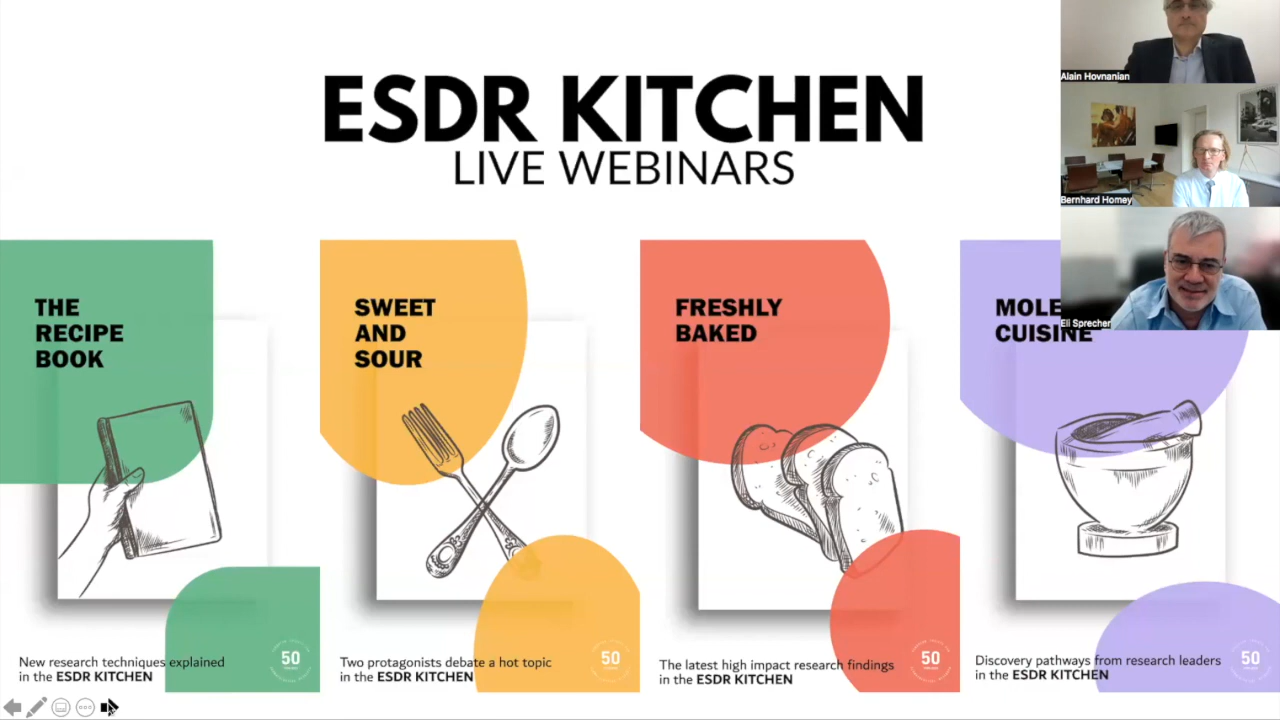 ESDR KITCHEN
LIVE WEBINARS
Alain Hovnanian
Bernhard Homey
Eli Sprecher
THE
RECIPE
BOOK
SWEET
AND
SOUR
FRESHLY
BAKED
MOLE
CUISINE
New research techniques explained
in the ESDR KITCHEN
50
Two protagonists debate a hot topic
in the ESDR KITCHEN
50
The latest high impact research findings
in the ESDR KITCHEN
50
Discovery pathways from research leaders
in the ESDR KITCHEN
50